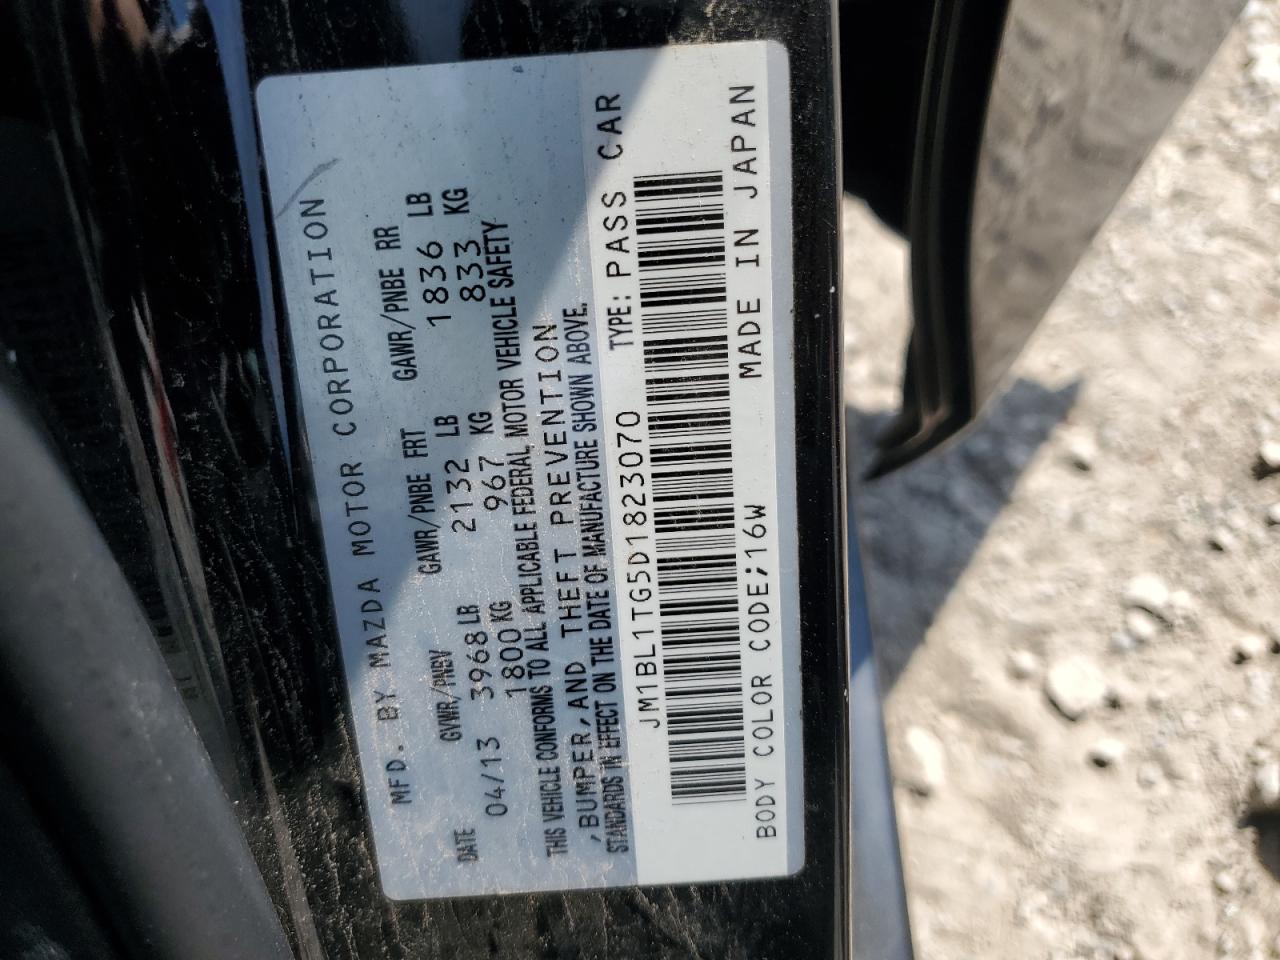 MFD. BY MAZDA MOTOR CORPORATION
DATE GVWR/PNBV GAWR/PNBE FRT GAWR/PNBE RR
04/13 3968 LB 2132 LB 1836 LB
1800 KG 967 KG 833 KG
THIS VEHICLE CONFORMS TO ALL APPLICABLE FEDERAL MOTOR VEHICLE SAFETY
,BUMPER,AND THEFT PREVENTION
STANDARDS IN EFFECT ON THE DATE OF MANUFACTURE SHOWN ABOVE.
JM1BL1TG5D1823070 TYPE: PASS CAR
BODY COLOR CODE;16W MADE IN JAPAN